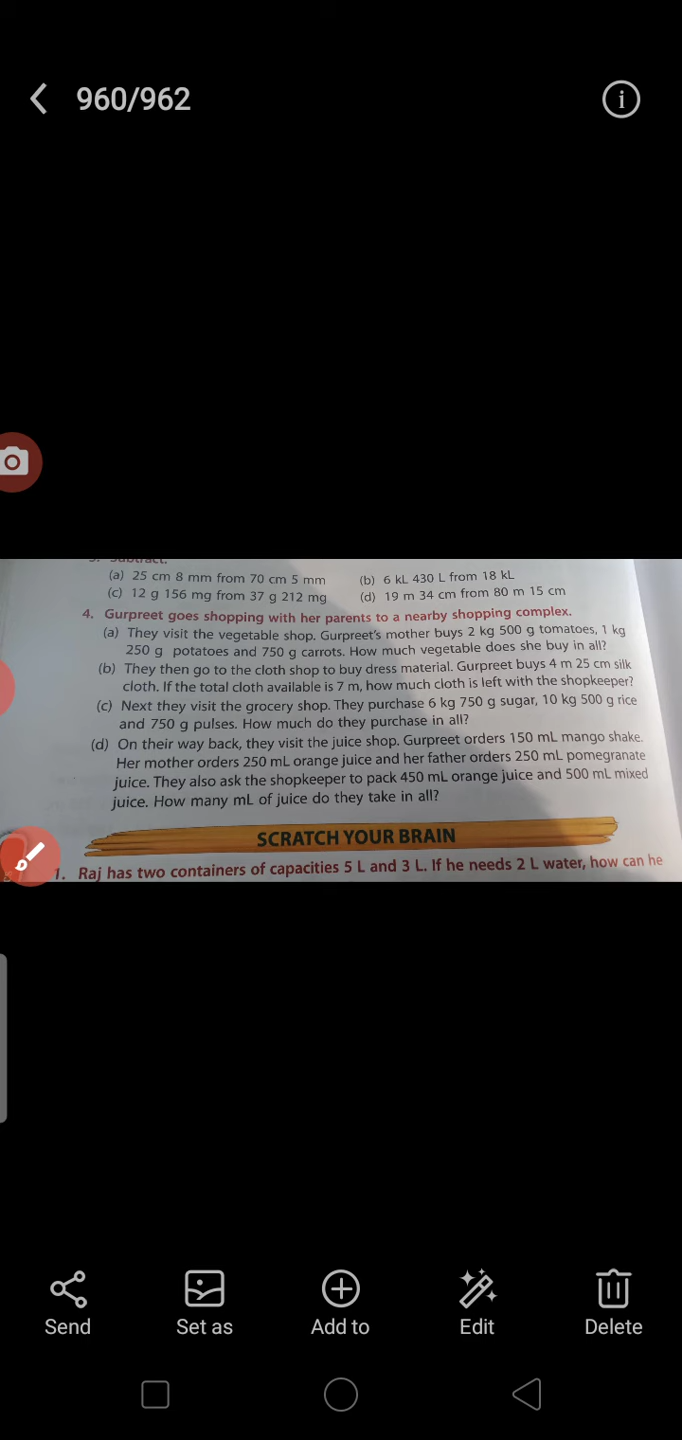 960/962
3. Subtract.
(a) 25 cm 8 mm from 70 cm 5 mm (b) 6 kL 430 L from 18 kL
(c) 12 g 156 mg from 37 g 212 mg (d) 19 m 34 cm from 80 m 15 cm
4. Gurpreet goes shopping with her parents to a nearby shopping complex.
(a) They visit the vegetable shop. Gurpreet's mother buys 2 kg 500 g tomatoes, 1 kg
250 g potatoes and 750 g carrots. How much vegetable does she buy in all?
(b) They then go to the cloth shop to buy dress material. Gurpreet buys 4 m 25 cm silk
cloth. If the total cloth available is 7 m, how much cloth is left with the shopkeeper?
(c) Next they visit the grocery shop. They purchase 6 kg 750 g sugar, 10 kg 500 g rice
and 750 g pulses. How much do they purchase in all?
(d) On their way back, they visit the juice shop. Gurpreet orders 150 mL mango shake.
Her mother orders 250 mL orange juice and her father orders 250 mL pomegranate
juice. They also ask the shopkeeper to pack 450 mL orange juice and 500 mL mixed
juice. How many mL of juice do they take in all?
SCRATCH YOUR BRAIN
1. Raj has two containers of capacities 5 L and 3 L. If he needs 2 L water, how can he
Send Set as Add to Edit Delete